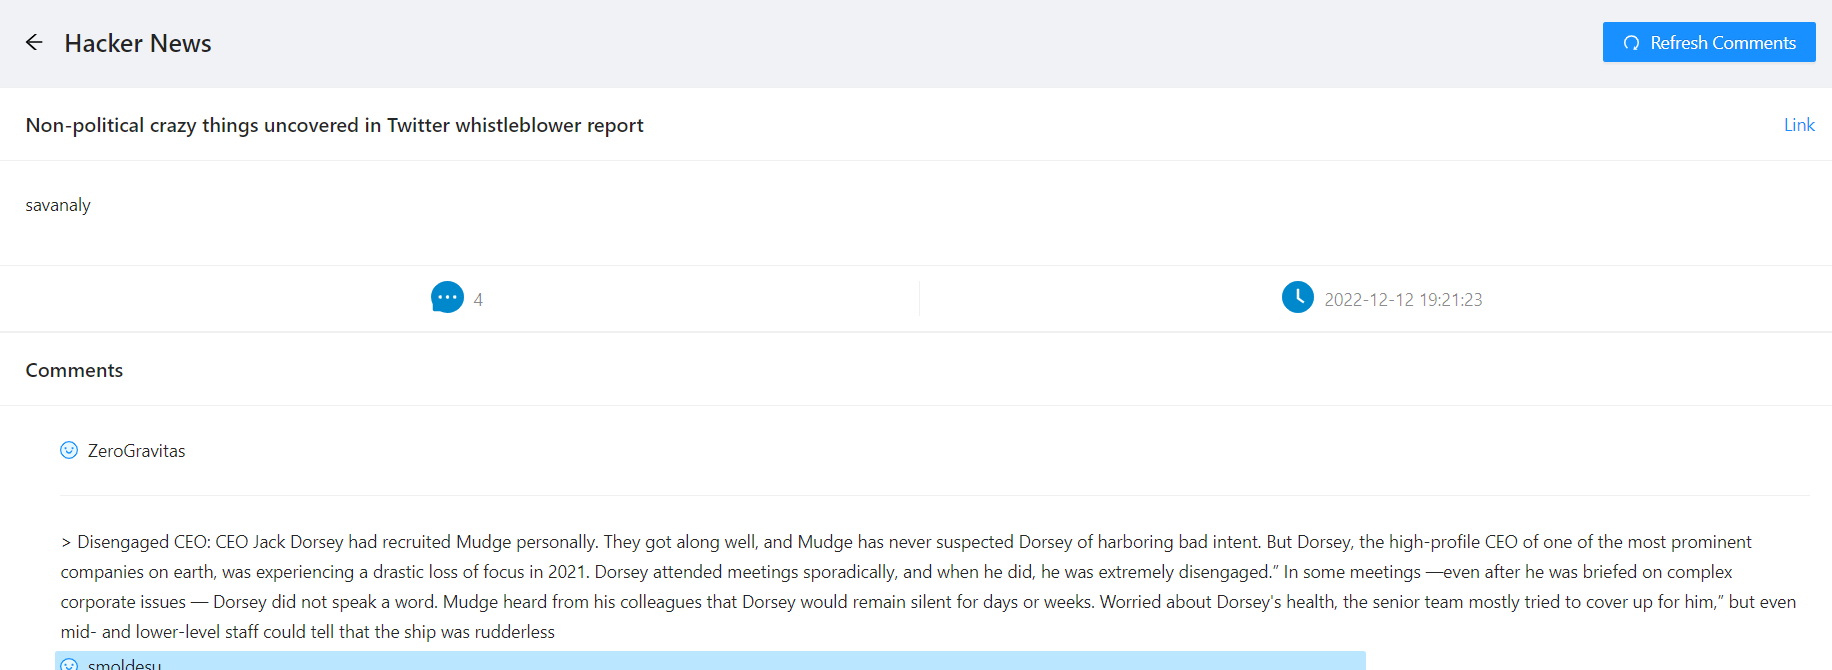 Hacker News
Refresh Comments
Non-political crazy things uncovered in Twitter whistleblower report
Link
savanaly
4
2022-12-12 19:21:23
Comments
ZeroGravitas
> Disengaged CEO: CEO Jack Dorsey had recruited Mudge personally. They got along well, and Mudge has never suspected Dorsey of harboring bad intent. But Dorsey, the high-profile CEO of one of the most prominent
companies on earth, was experiencing a drastic loss of focus in 2021. Dorsey attended meetings sporadically, and when he did, he was extremely disengaged.” In some meetings —even after he was briefed on complex
corporate issues — Dorsey did not speak a word. Mudge heard from his colleagues that Dorsey would remain silent for days or weeks. Worried about Dorsey's health, the senior team mostly tried to cover up for him,” but even
mid- and lower-level staff could tell that the ship was rudderless
smoldesu